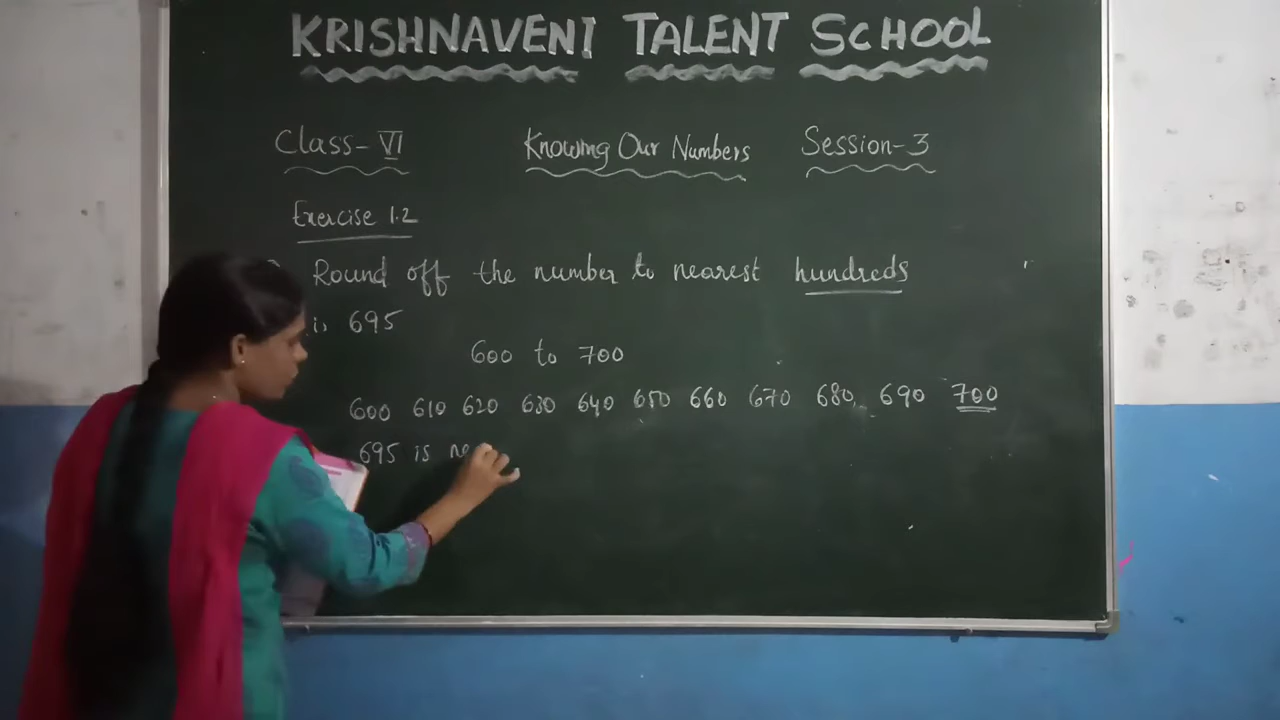 KRISHNAVENI TALENT SCHOOL
Class-VI Knowing Our Numbers Session-3
Exercise 1.2
Round off the number to nearest hundreds
695
600 to 700
600 610 620 630 640 650 660 670 680 690 700
695 is